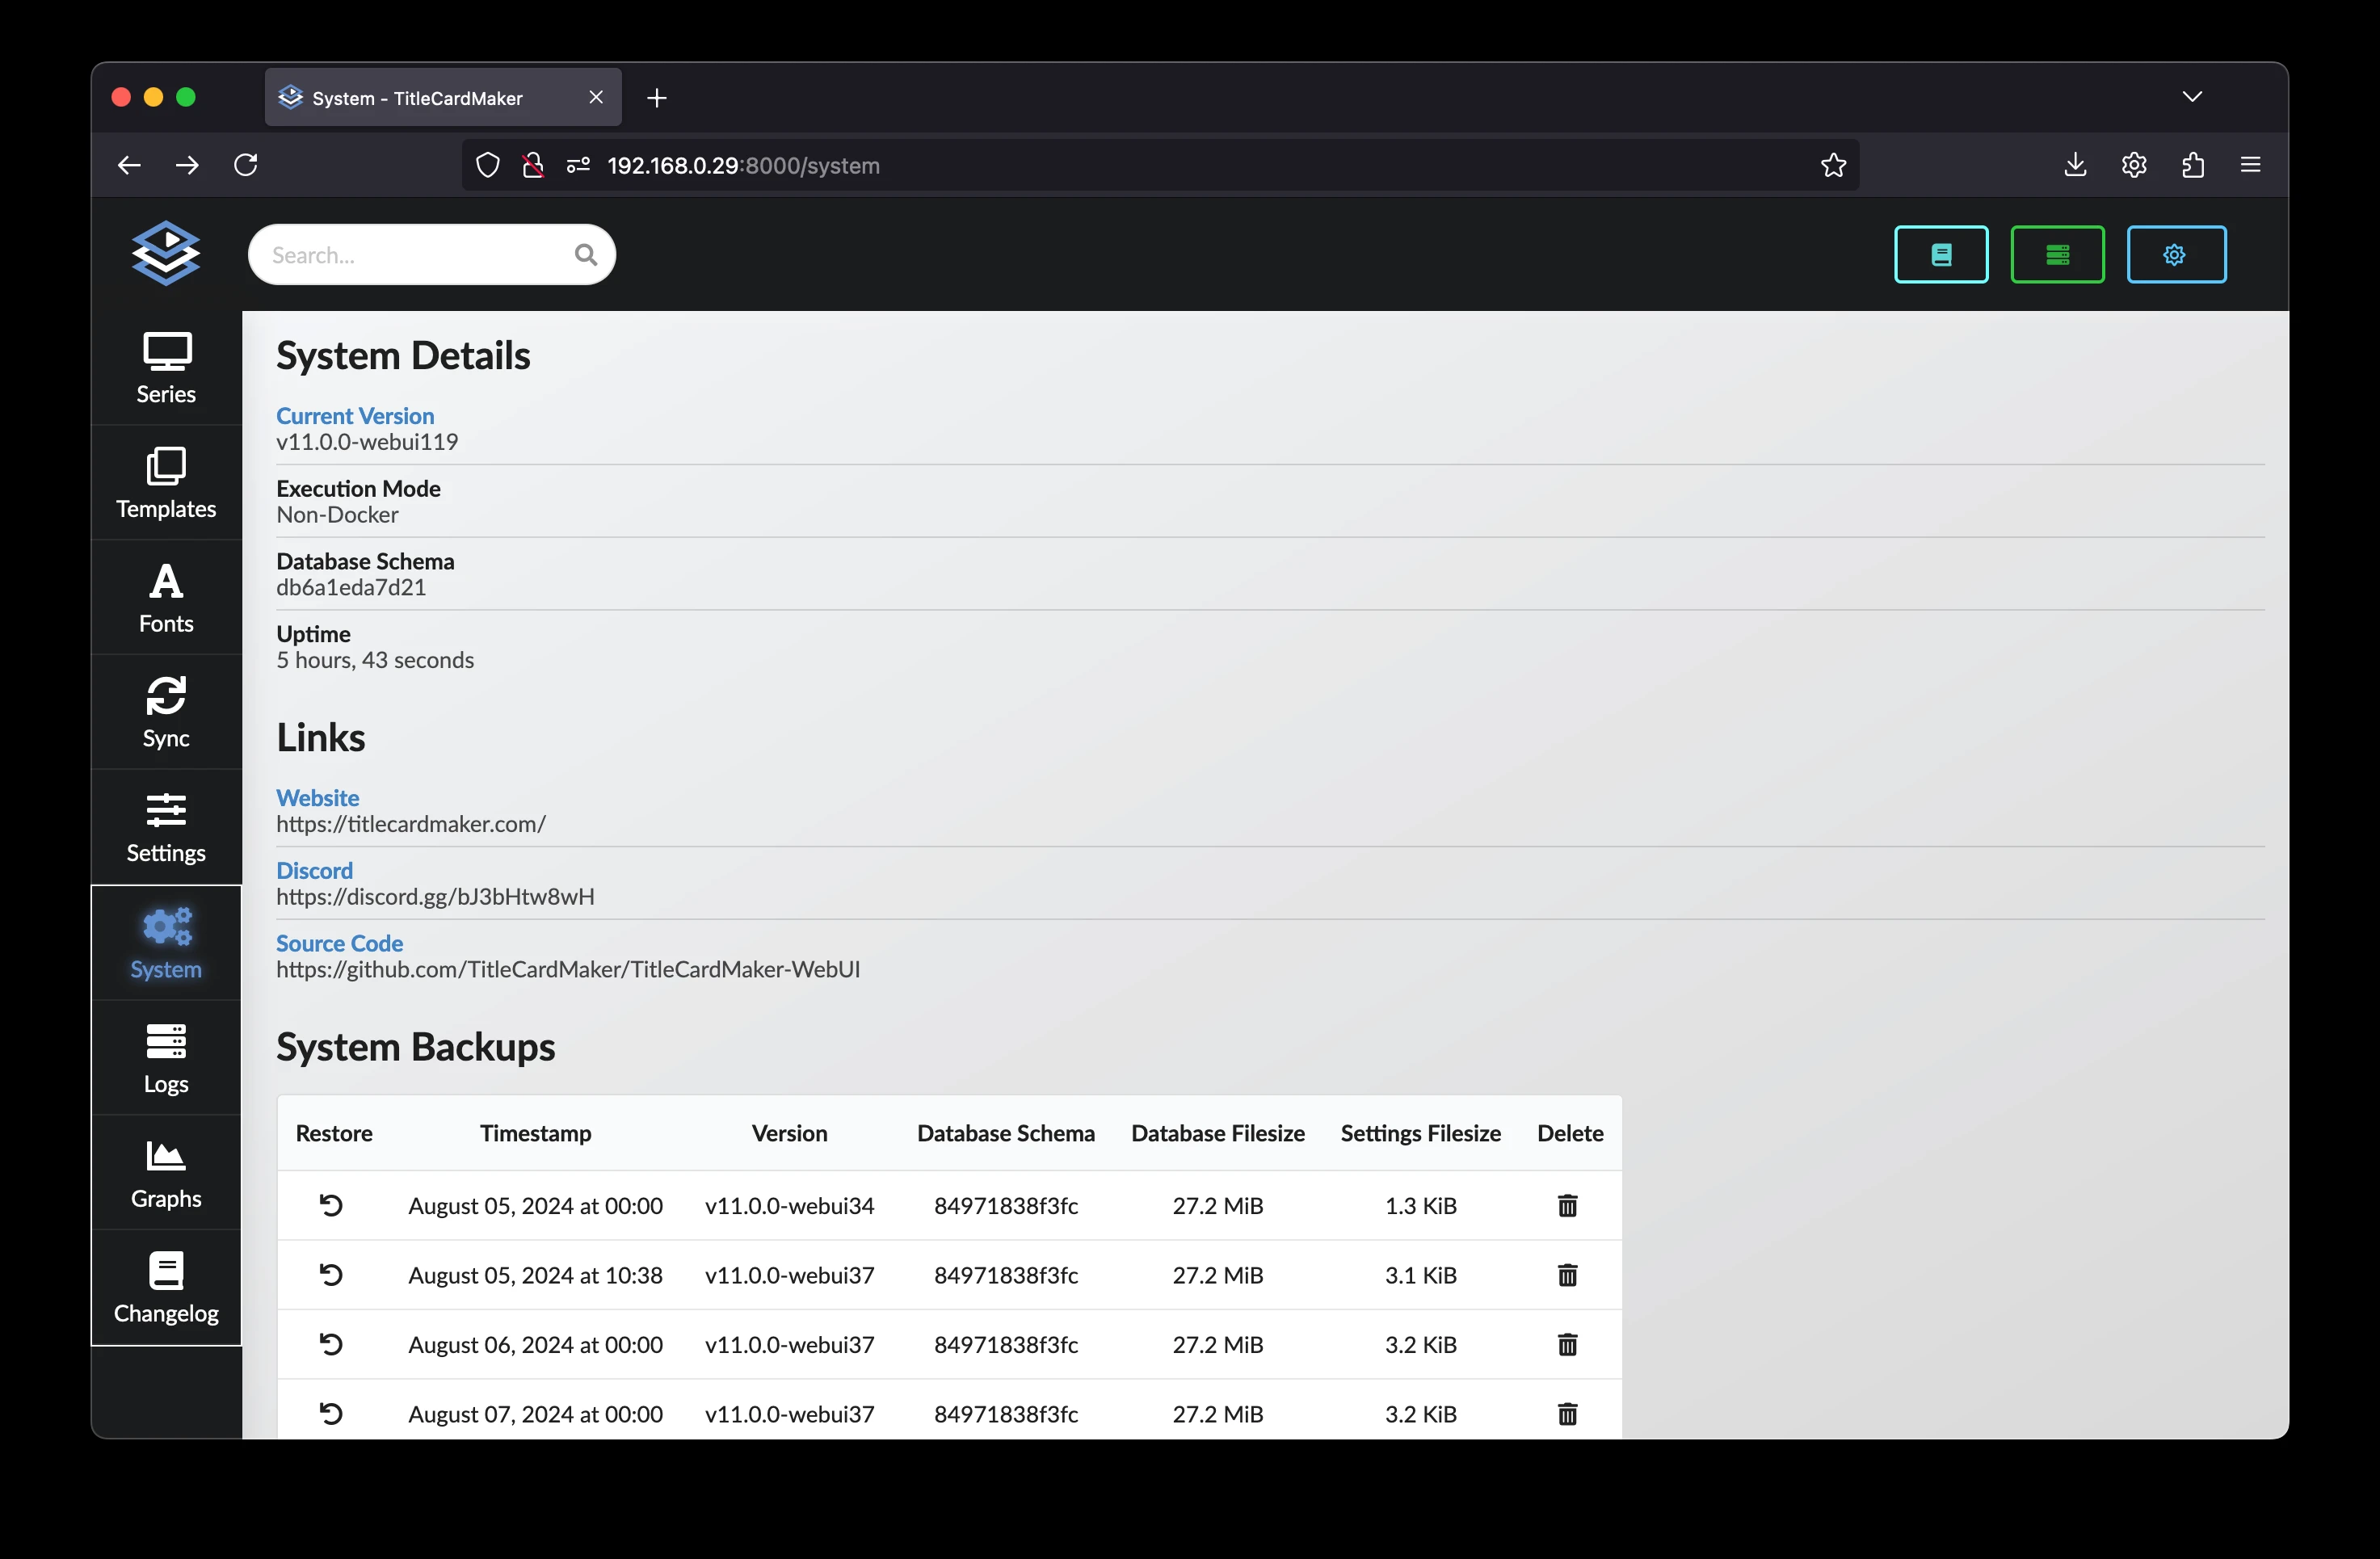 System - TitleCardMaker
192.168.0.29:8000/system
Search...
Series
Templates
Fonts
Sync
Settings
System
Logs
Graphs
Changelog
System Details
Current Version
v11.0.0-webui119
Execution Mode
Non-Docker
Database Schema
db6a1eda7d21
Uptime
5 hours, 43 seconds
Links
Website
https://titlecardmaker.com/
Discord
https://discord.gg/bJ3bHtw8wH
Source Code
https://github.com/TitleCardMaker/TitleCardMaker-WebUI
System Backups
Restore Timestamp Version Database Schema Database Filesize Settings Filesize Delete
August 05, 2024 at 00:00 v11.0.0-webui34 84971838f3fc 27.2 MiB 1.3 KiB
August 05, 2024 at 10:38 v11.0.0-webui37 84971838f3fc 27.2 MiB 3.1 KiB
August 06, 2024 at 00:00 v11.0.0-webui37 84971838f3fc 27.2 MiB 3.2 KiB
August 07, 2024 at 00:00 v11.0.0-webui37 84971838f3fc 27.2 MiB 3.2 KiB